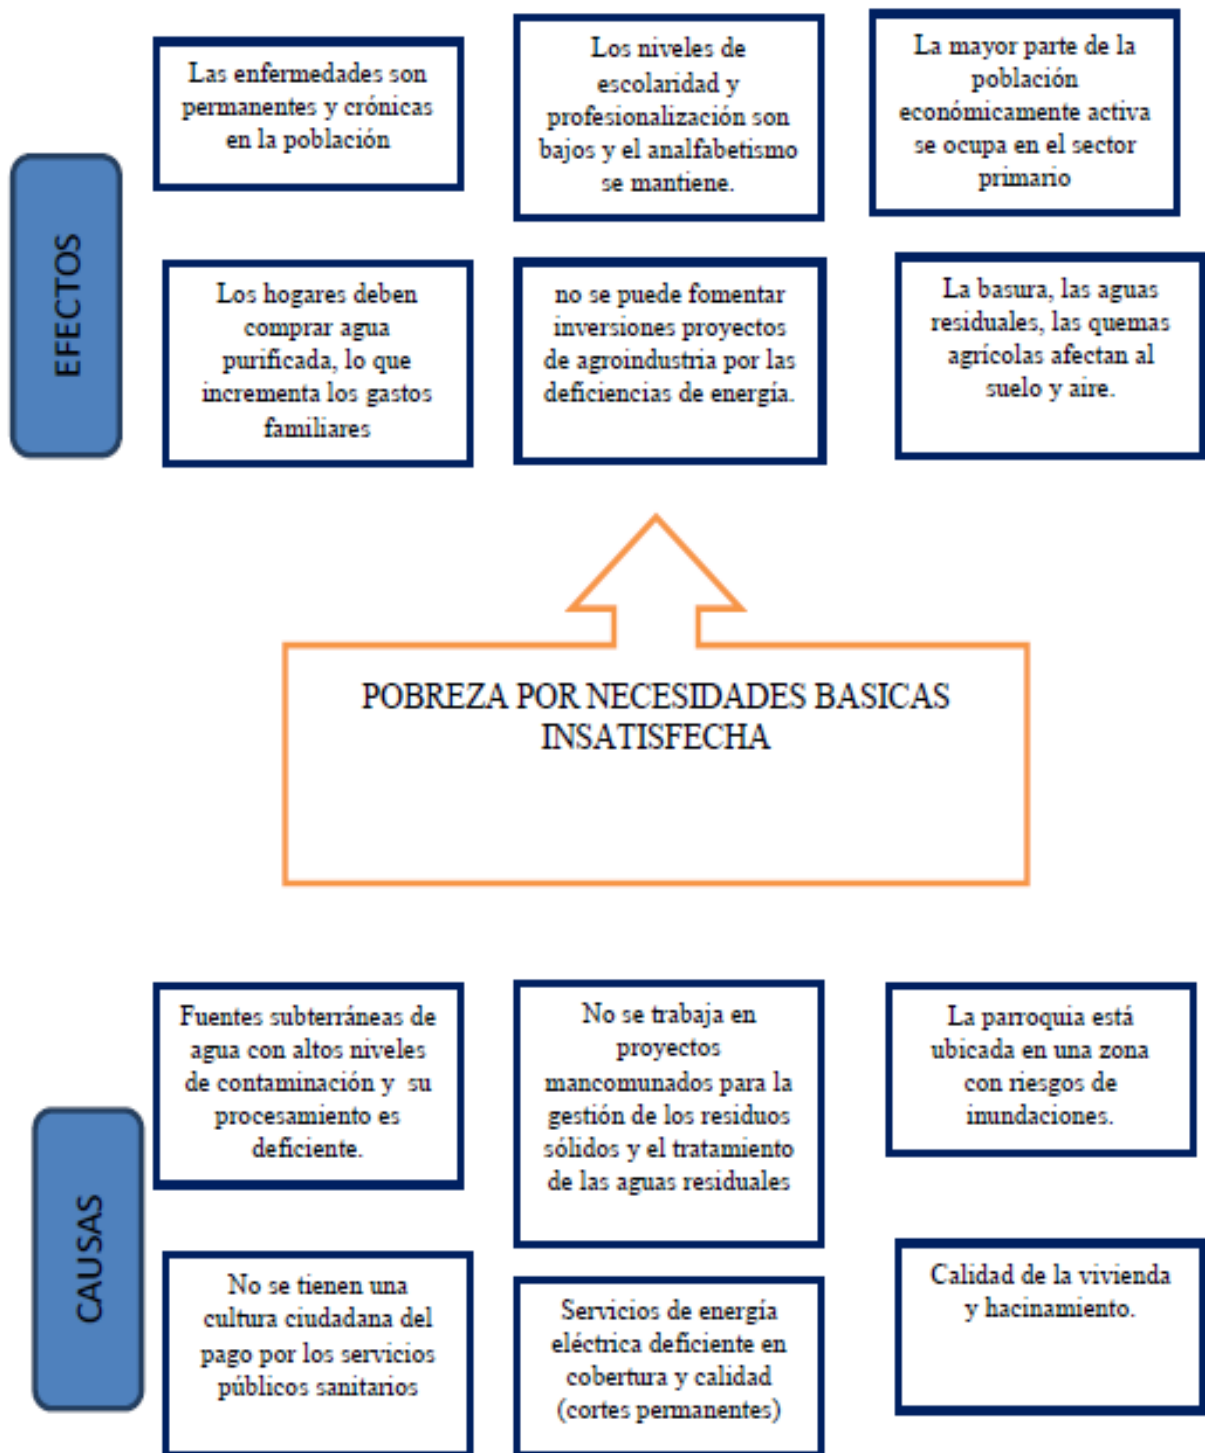 Las enfermedades son
permanentes y crónicas
en la población
Los niveles de
escolaridad y
profesionalización son
bajos y el analfabetismo
se mantiene.
La mayor parte de la
población
económicamente activa
se ocupa en el sector
primario
EFECTOS
Los hogares deben
comprar agua
purificada, lo que
incrementa los gastos
familiares
no se puede fomentar
inversiones proyectos
de agroindustria por las
deficiencias de energía.
La basura, las aguas
residuales, las quemas
agrícolas afectan al
suelo y aire.
POBREZA POR NECESIDADES BASICAS
INSATISFECHA
Fuentes subterráneas de
agua con altos niveles
de contaminación y su
procesamiento es
deficiente.
No se trabaja en
proyectos
mancomunados para la
gestión de los residuos
sólidos y el tratamiento
de las aguas residuales
La parroquia está
ubicada en una zona
con riesgos de
inundaciones.
CAUSAS
No se tienen una
cultura ciudadana del
pago por los servicios
públicos sanitarios
Servicios de energía
eléctrica deficiente en
cobertura y calidad
(cortes permanentes)
Calidad de la vivienda
y hacinamiento.